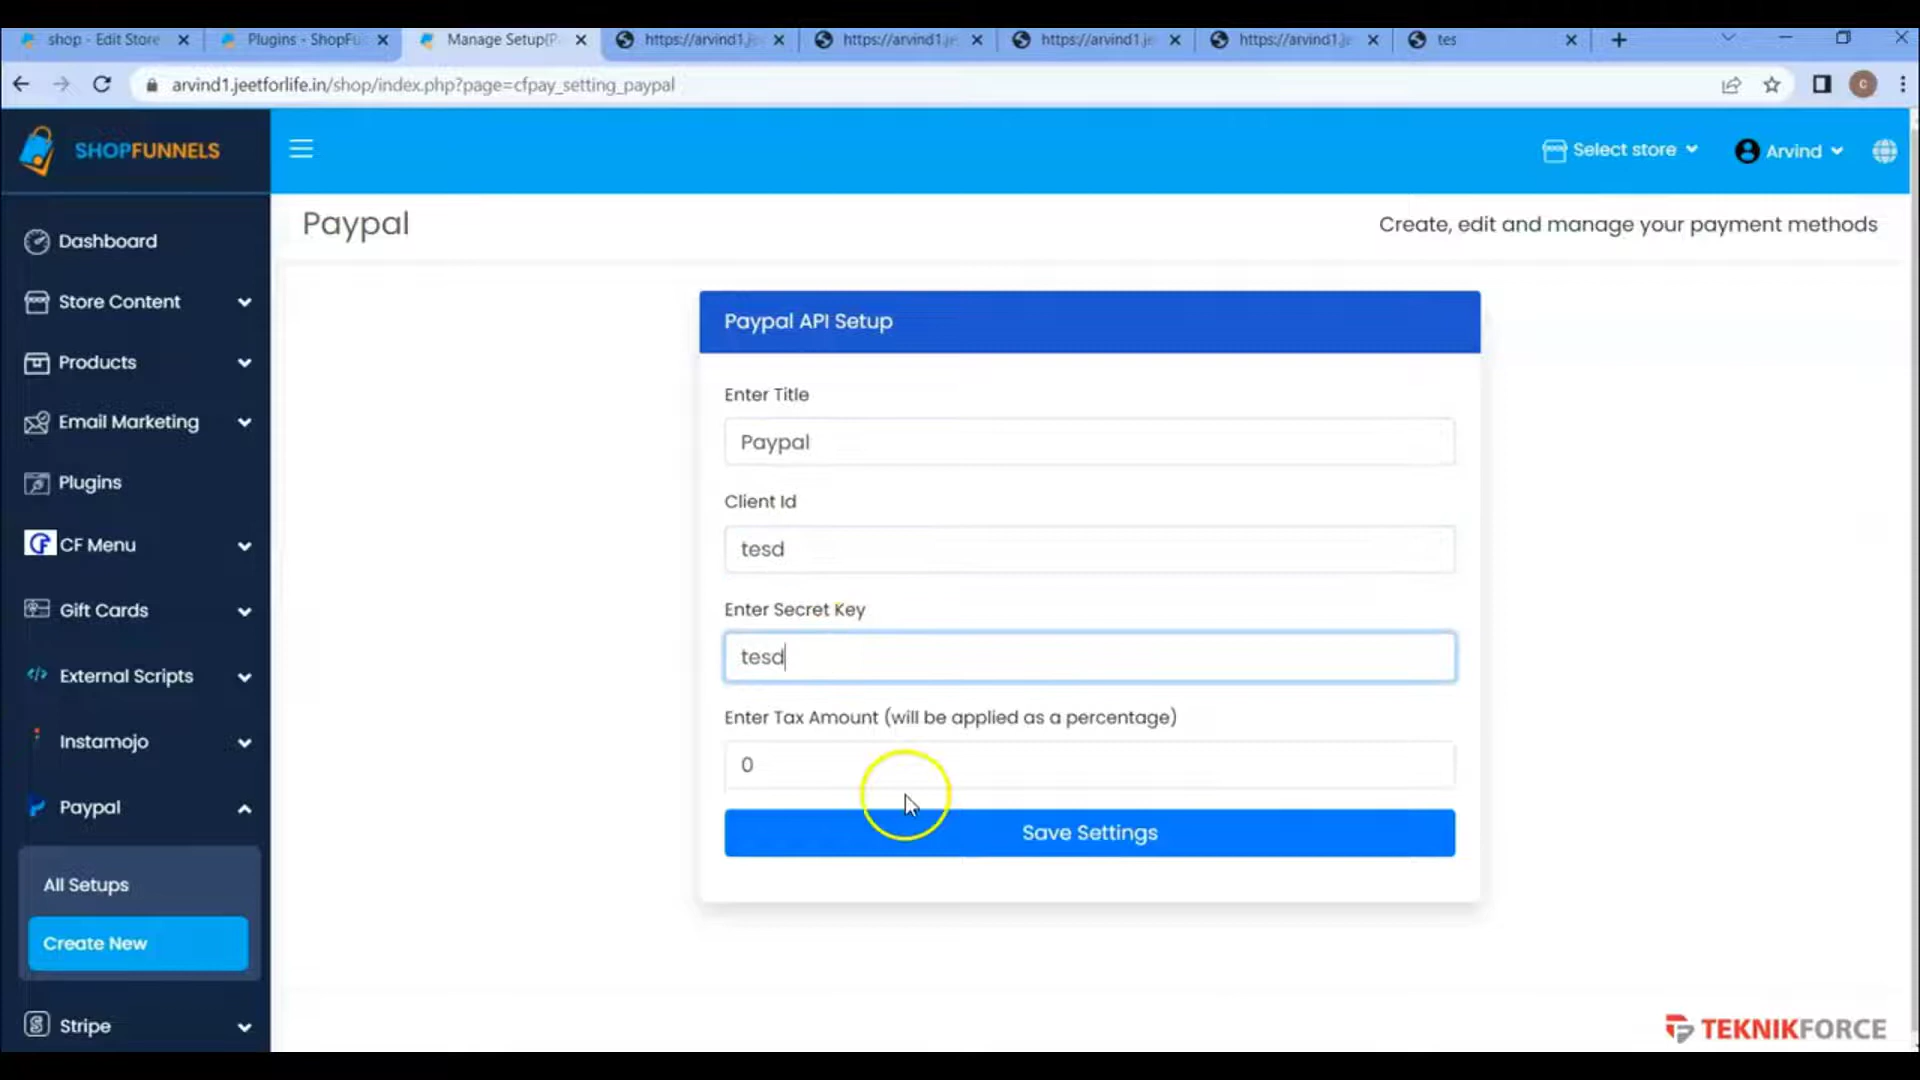 shop - Edit Store
Plugins - ShopFu
Manage Setup(P
https://arvind1.je
https://arvind1.je
https://arvind1.je
https://arvind1.je
tes
arvind1.jeetforlife.in/shop/index.php?page=cfpay_setting_paypal
C
SHOPFUNNELS
Select store
Arvind
Paypal
Create, edit and manage your payment methods
Dashboard
Store Content
Products
Email Marketing
Plugins
CF Menu
Gift Cards
External Scripts
Instamojo
Paypal
All Setups
Create New
Stripe
Paypal API Setup
Enter Title
Paypal
Client Id
tesd
Enter Secret Key
tesd
Enter Tax Amount (will be applied as a percentage)
0
Save Settings
TEKNIKFORCE